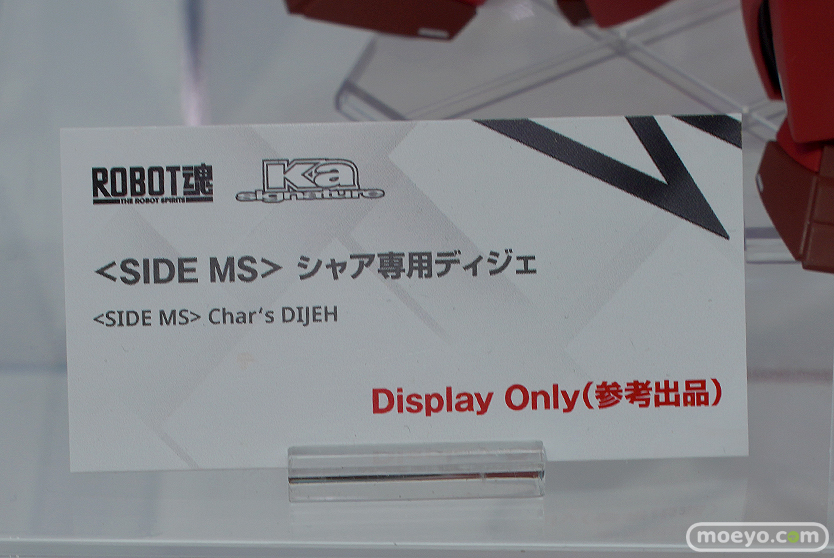 ROBOT魂
THE ROBOT SPIRITS
Ka signature
<SIDE MS> シャア専用ディジェ
<SIDE MS> Char‘s DIJEH
Display Only(参考出品)
moeyo.com